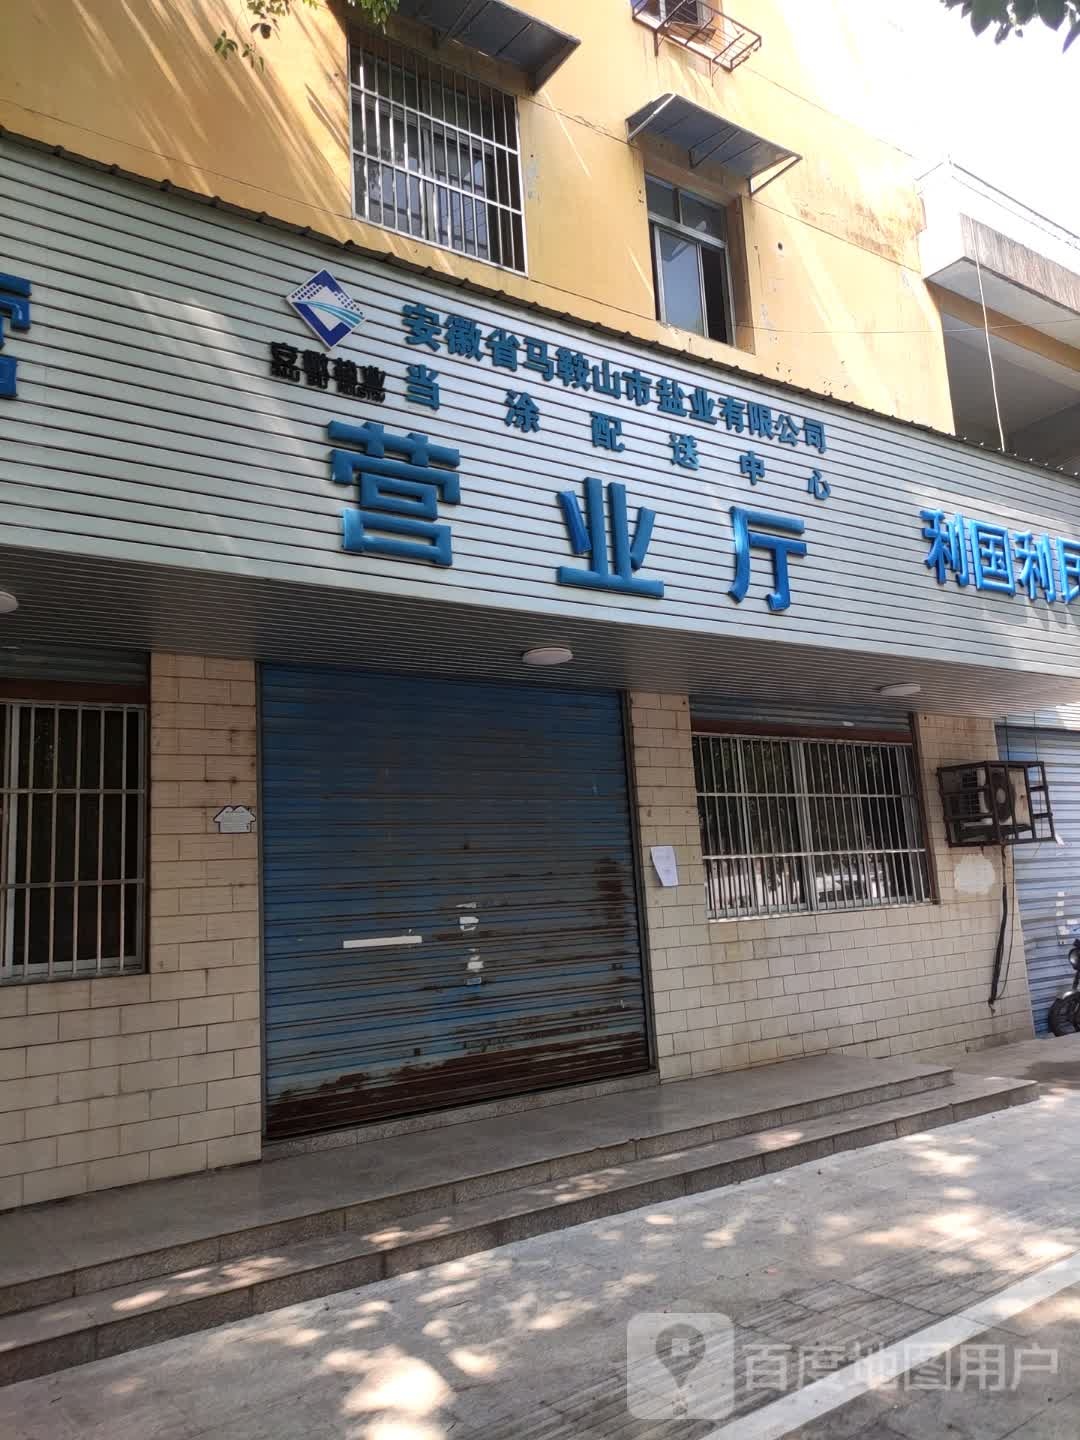 安徽省马鞍山市盐业有限公司
当涂配送中心
营业厅
利国利民
百度地图用户